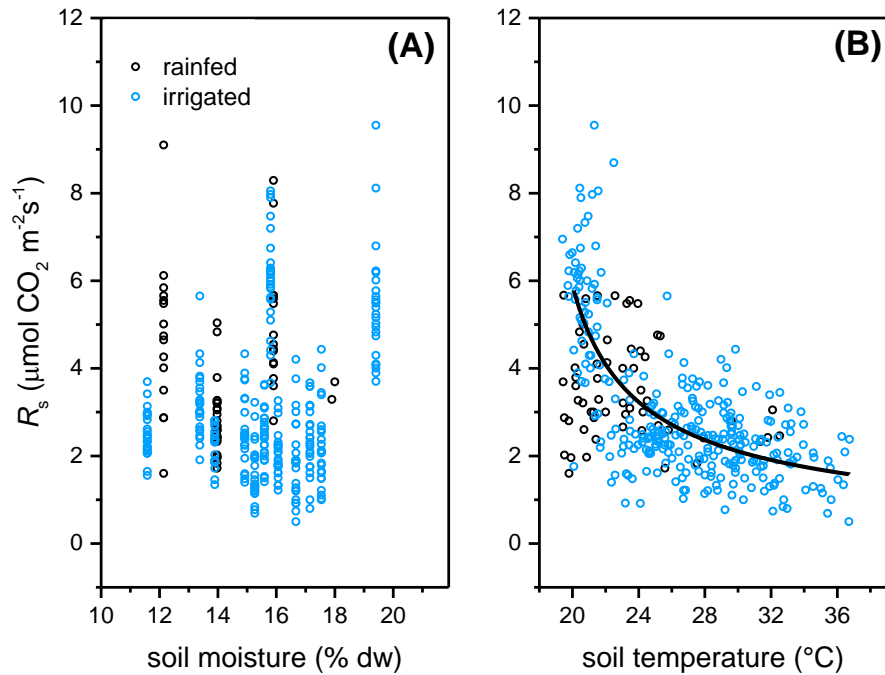 (A)
rainfed
irrigated
12
10
8
6
4
2
0
10 12 14 16 18 20
soil moisture (% dw)
Rs (μmol CO2 m-2s-1)
(B)
12
10
8
6
4
2
0
20 24 28 32 36
soil temperature (°C)